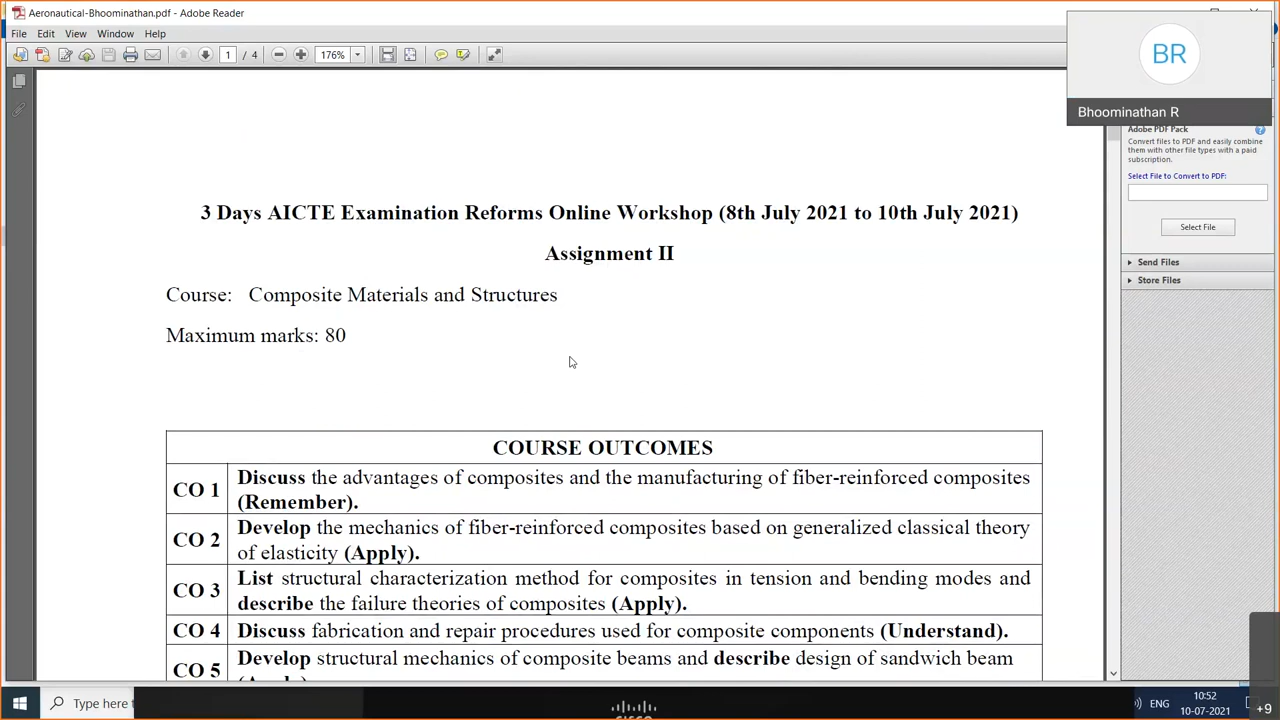 Aeronautical-Bhoominathan.pdf - Adobe Reader
File Edit View Window Help
1 / 4 176%
BR
Bhoominathan R
Adobe PDF Pack
Convert files to PDF and easily combine
them with other file types with a paid
subscription.
Select File to Convert to PDF:
Select File
Send Files
Store Files
3 Days AICTE Examination Reforms Online Workshop (8th July 2021 to 10th July 2021)
Assignment II
Course: Composite Materials and Structures
Maximum marks: 80
COURSE OUTCOMES
CO 1 Discuss the advantages of composites and the manufacturing of fiber-reinforced composites
(Remember).
CO 2 Develop the mechanics of fiber-reinforced composites based on generalized classical theory
of elasticity (Apply).
CO 3 List structural characterization method for composites in tension and bending modes and
describe the failure theories of composites (Apply).
CO 4 Discuss fabrication and repair procedures used for composite components (Understand).
CO 5 Develop structural mechanics of composite beams and describe design of sandwich beam
Type here t
ENG
10:52
10-07-2021
+9